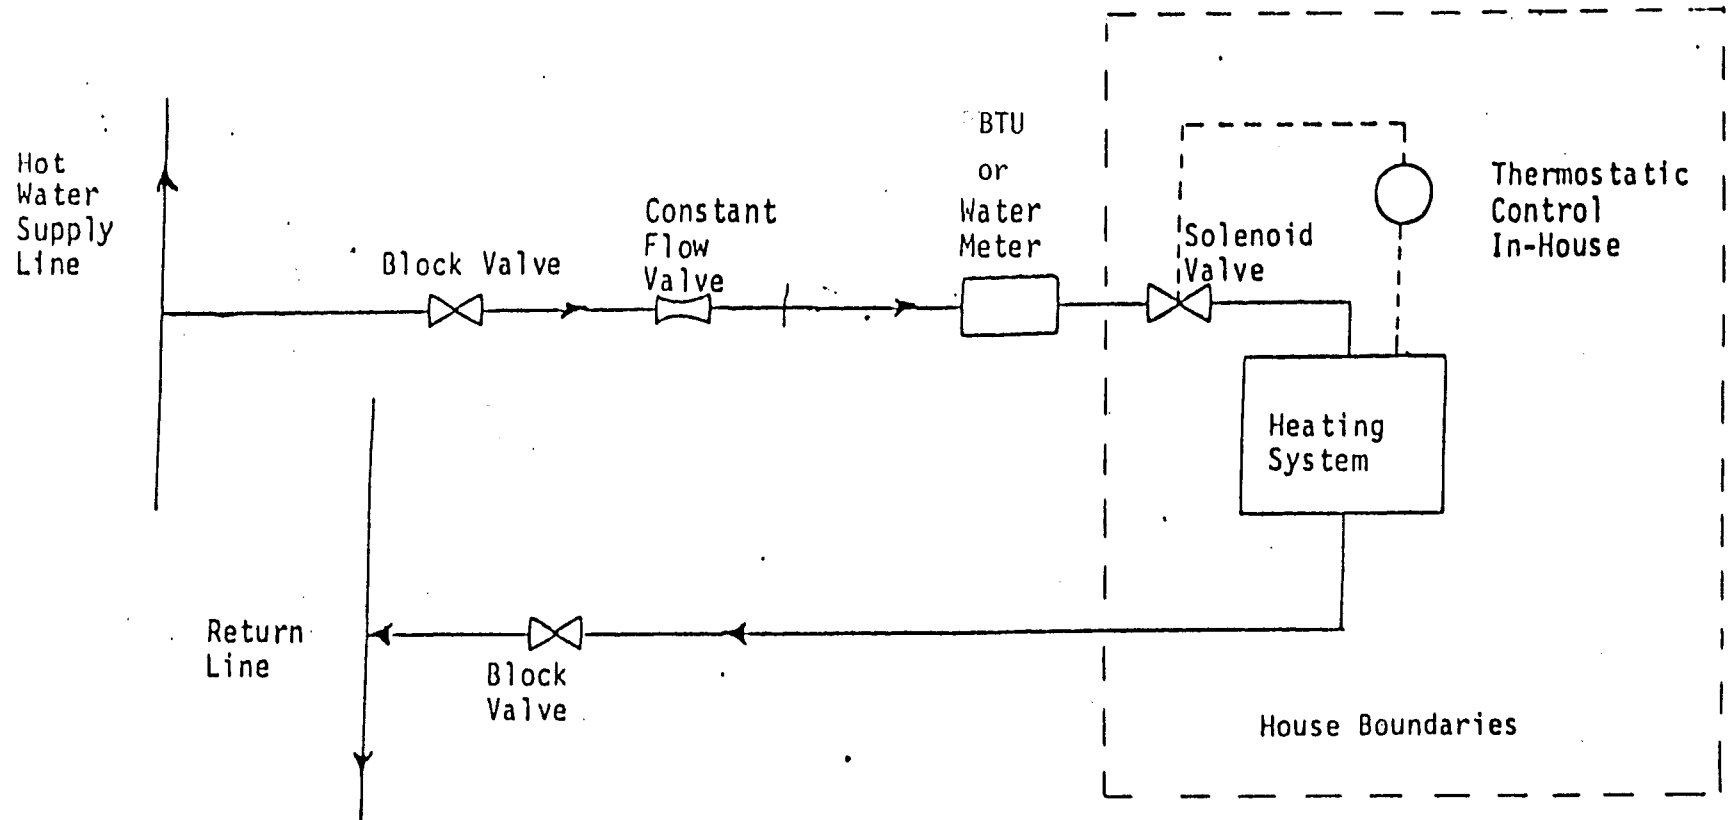 Hot
Water
Supply
Line
Block Valve
Constant
Flow
Valve
BTU
or
Water
Meter
Solenoid
Valve
Thermostatic
Control
In-House
Heating
System
Return
Line
Block
Valve
House Boundaries